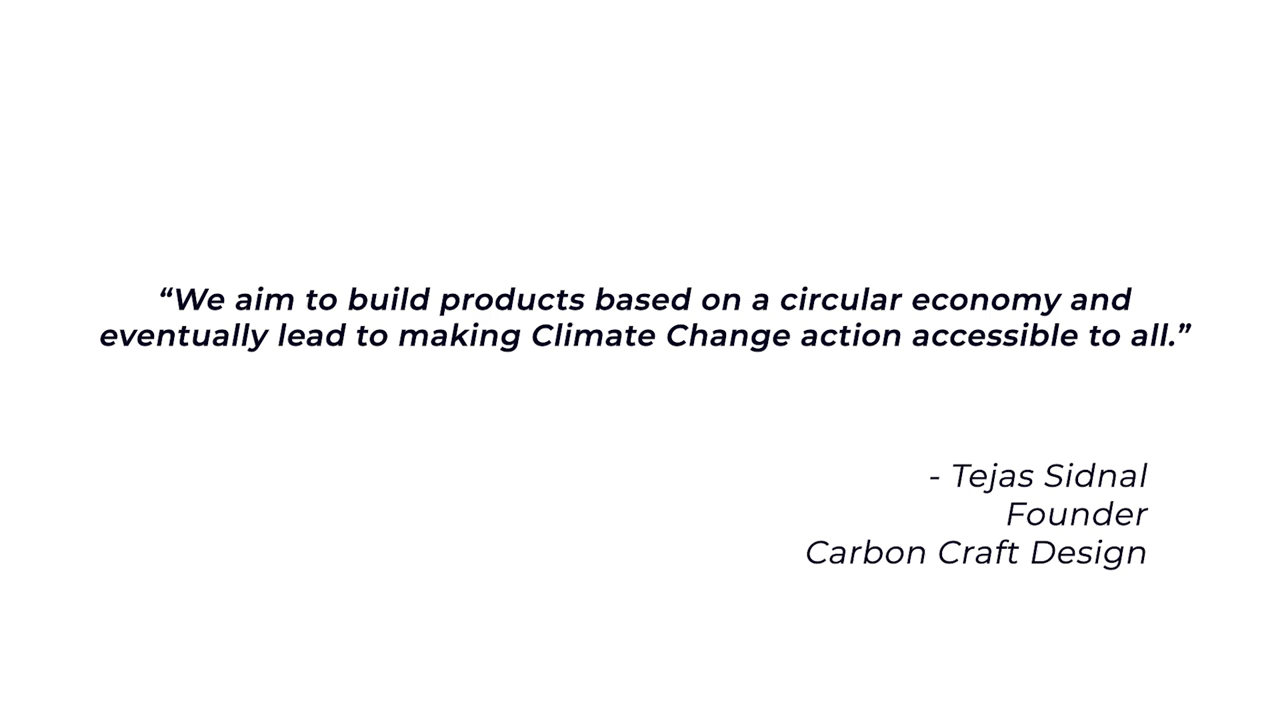 “We aim to build products based on a circular economy and
eventually lead to making Climate Change action accessible to all.”
- Tejas Sidnal
Founder
Carbon Craft Design